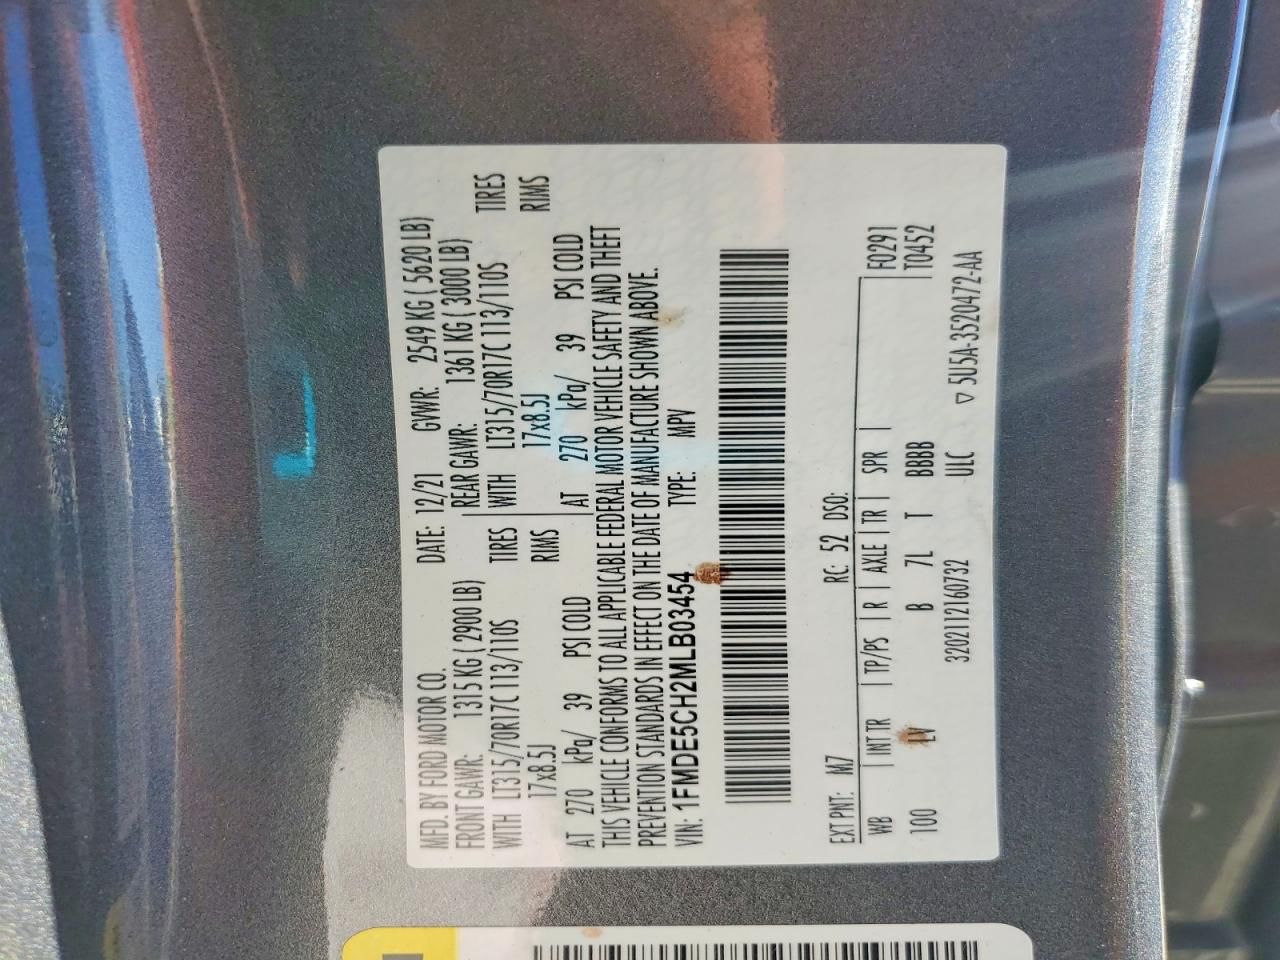 MFD. BY FORD MOTOR CO. DATE: 12/21 GWR: 2549 KG ( 5620 LB)
FRONT GAWR: 1315 KG ( 2900 LB) REAR GAWR: 1361 KG ( 3000 LB)
WITH LT315/70R17C 113/110S TIRES WITH LT315/70R17C 113/110S TIRES
17x8.5J RIMS 17x8.5J RIMS
AT 270 kPa/ 39 PSI COLD AT 270 kPa/ 39 PSI COLD
THIS VEHICLE CONFORMS TO ALL APPLICABLE FEDERAL MOTOR VEHICLE SAFETY AND THEFT
PREVENTION STANDARDS IN EFFECT ON THE DATE OF MANUFACTURE SHOWN ABOVE.
VIN: 1FMDE5CH2MLB03454 TYPE: MPV
EXT PNT: M7 RC: 52 DSO:
WB INT TR TP/PS R AXLE TR SPR F0291
100 LV B 7L T BBBB T0452
3202112160732 ULC ▽ 5U5A-3520472-AA